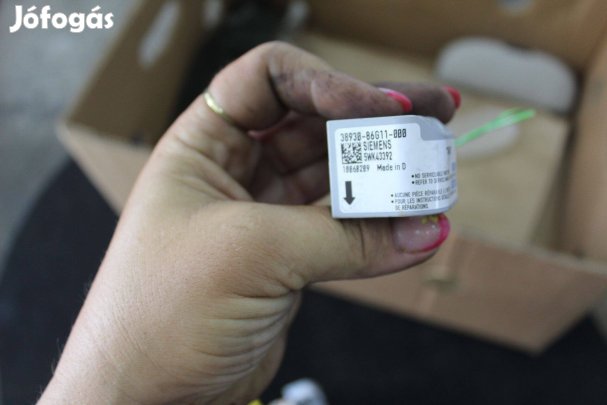 Jófogás
38930-86G11-000
SIEMENS
5WK43392
10868289 Made in D
• NO SERVICEABLE
• REFER TO
• AUCUNE PIÈCE RÉPARABLE
• POUR LES INSTRUCTIONS
DE RÉPARATIONS.